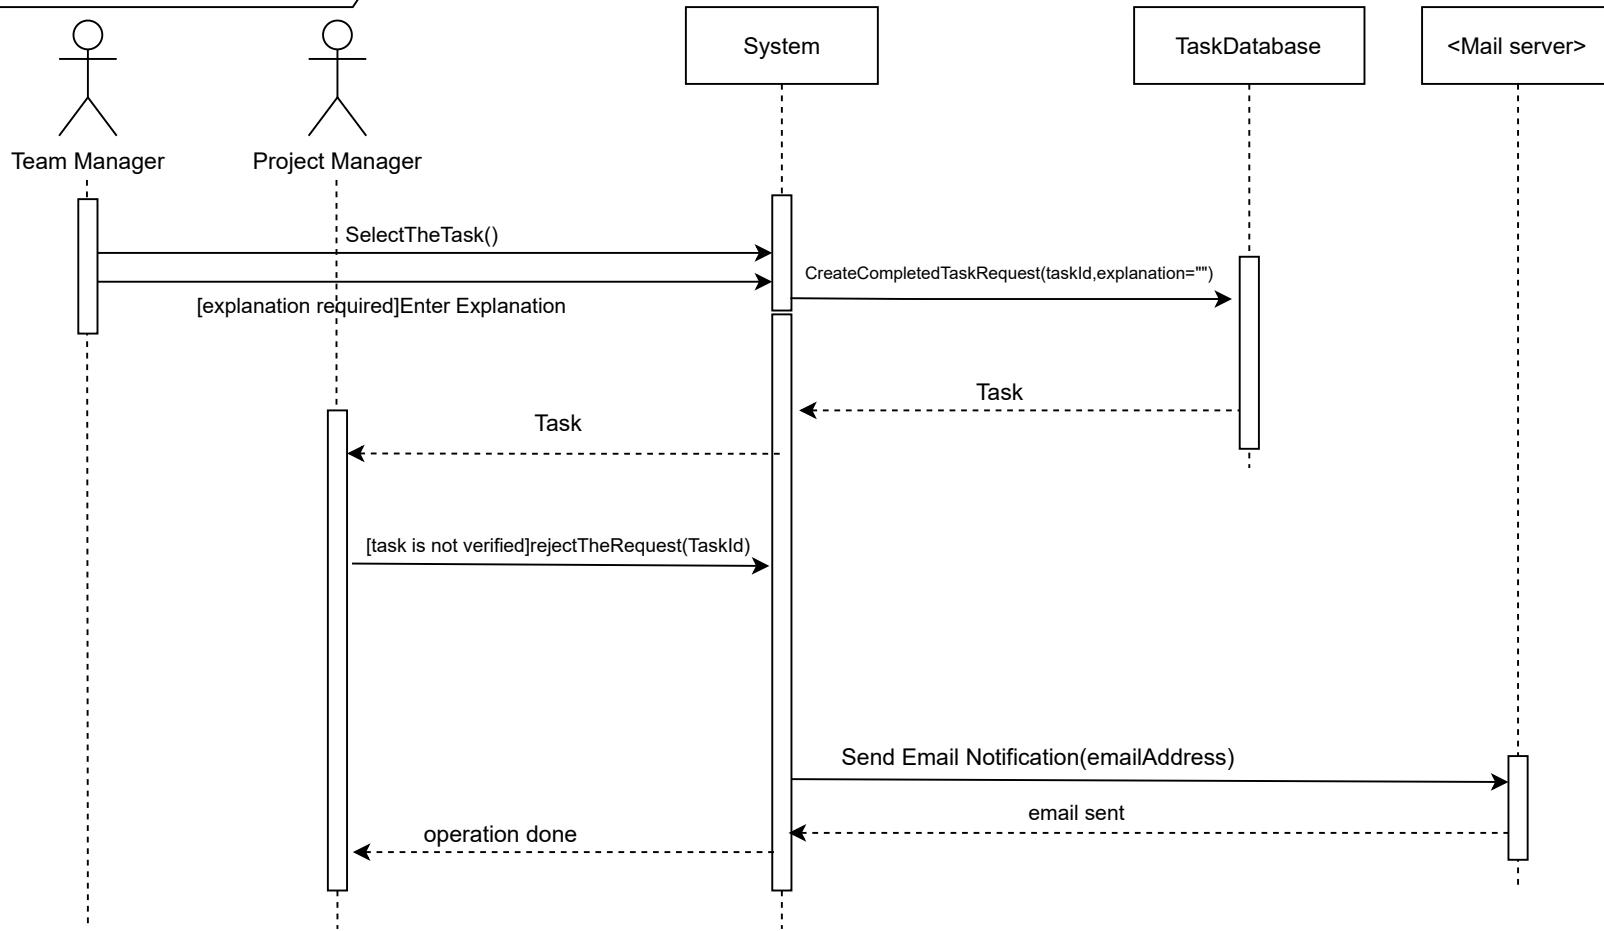 System
TaskDatabase
<Mail server>
Team Manager
Project Manager
SelectTheTask()
CreateCompletedTaskRequest(taskId,explanation="")
[explanation required]Enter Explanation
Task
Task
[task is not verified]rejectTheRequest(TaskId)
Send Email Notification(emailAddress)
email sent
operation done